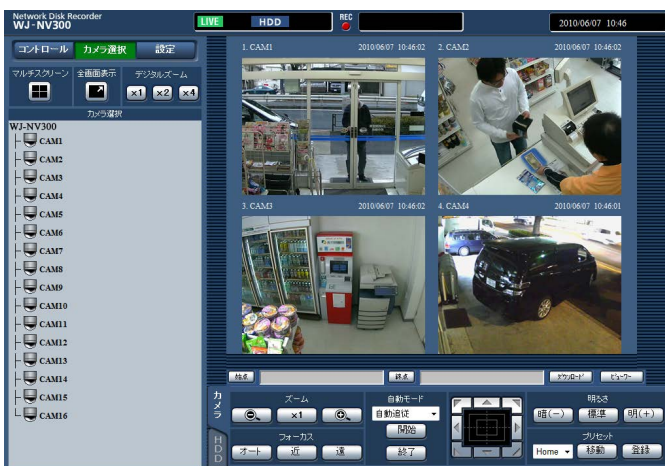 Network Disk Recorder
WJ-NV300
LIVE
HDD
REC
2010/06/07 10:46
コントロール
カメラ選択
設定
マルチスクリーン
全画面表示
デジタルズーム
x1
x2
x4
カメラ選択
WJ-NV300
CAM1
CAM2
CAM3
CAM4
CAM5
CAM6
CAM7
CAM8
CAM9
CAM10
CAM11
CAM12
CAM13
CAM14
CAM15
CAM16
1. CAM1 2010/06/07 10:46:02
2. CAM2 2010/06/07 10:46:02
3. CAM3 2010/06/07 10:46:02
4. CAM4 2010/06/07 10:46:01
始点
終点
ダウンロード
ビューワー
カメラ
HDD
ズーム
x1
フォーカス
オート
近
遠
自動モード
自動追従
開始
終了
明るさ
暗(-)
標準
明(+)
プリセット
Home
移動
登録